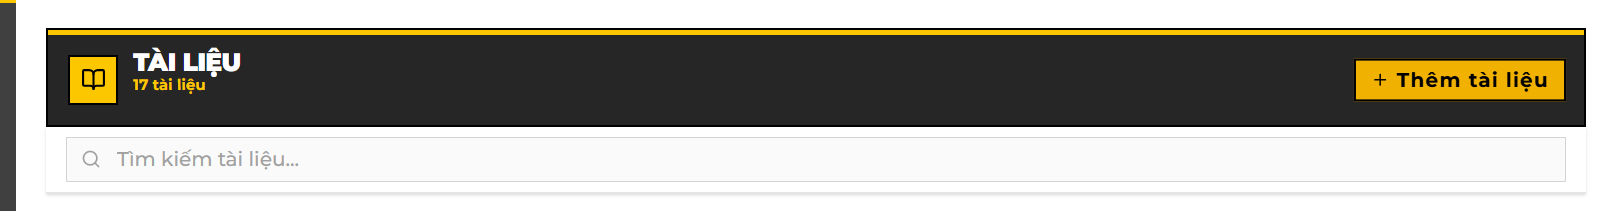 TÀI LIỆU
17 tài liệu
+ Thêm tài liệu
Tìm kiếm tài liệu...